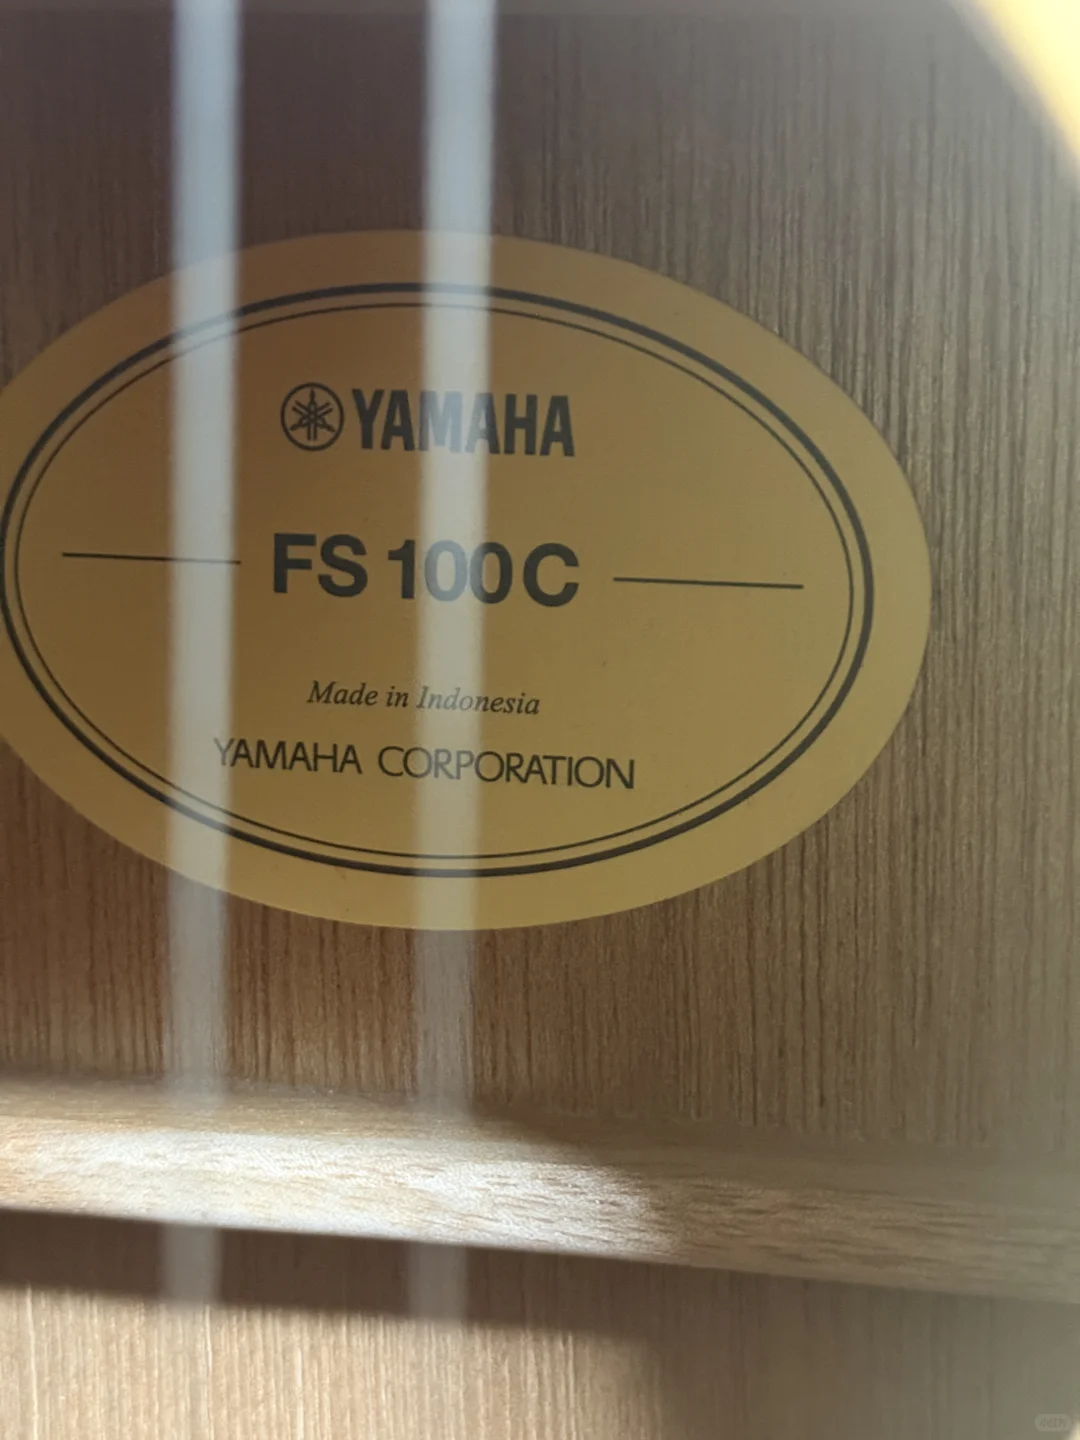 YAMAHA
FS 100C
Made in Indonesia
YAMAHA CORPORATION